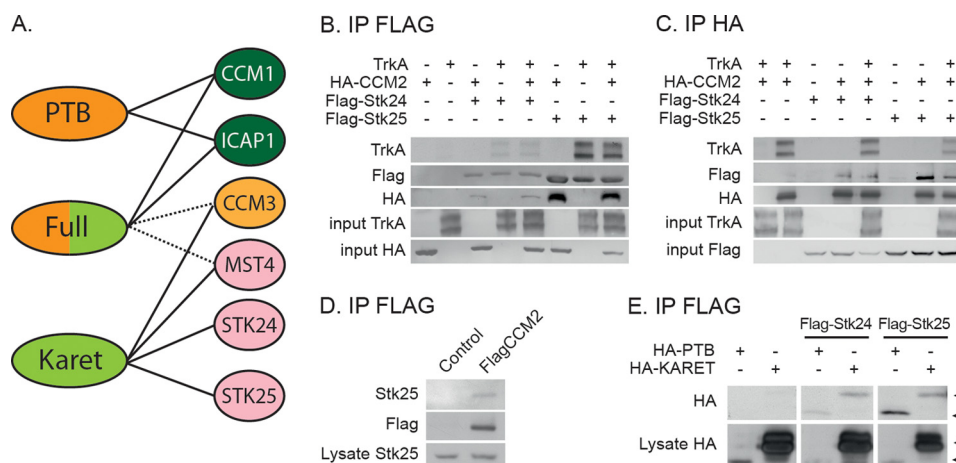 A.
PTB
Full
Karet
CCM1
ICAP1
CCM3
MST4
STK24
STK25
B. IP FLAG
TrkA - + - + + - + +
HA-CCM2 + - + - + + - +
Flag-Stk24 - - + + + - - -
Flag-Stk25 - - - - - + + +
TrkA
Flag
HA
input TrkA
input HA
C. IP HA
TrkA + + - - + - - +
HA-CCM2 + + - + + - + +
Flag-Stk24 - - + + + - - -
Flag-Stk25 - - - - - + + +
TrkA
Flag
HA
input TrkA
input Flag
D. IP FLAG
Control
FlagCCM2
Stk25
Flag
Lysate Stk25
E. IP FLAG
Flag-Stk24 Flag-Stk25
HA-PTB + - + - + -
HA-KARET - + - + - +
HA
Lysate HA